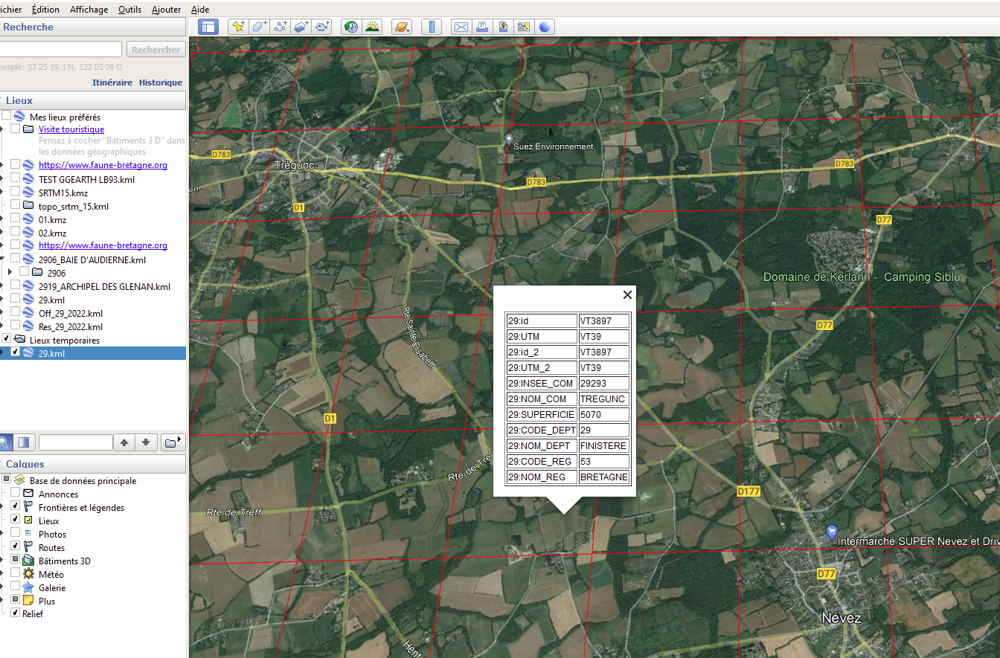 ichier Édition Affichage Outils Ajouter Aide
Recherche
Rechercher
emple: 37 25 19.1 N, 122 05 06 O
Itinéraire Historique
Lieux
Mes lieux préférés
Visite touristique
Pensez à cocher "Bâtiments 3 D" dans
les données géographiques
https://www.faune-bretagne.org
TEST GGEARTH LB93.kml
SRTM15.kmz
topo_srtm_15.kml
01.kmz
02.kmz
https://www.faune-bretagne.org
2906_BAIE D'AUDIERNE.kml
2906
2919_ARCHIPEL DES GLENAN.kml
29.kml
Off_29_2022.kml
Res_29_2022.kml
Lieux temporaires
29.kml
Calques
Base de données principale
Annonces
Frontières et légendes
Lieux
Photos
Routes
Bâtiments 3D
Météo
Galerie
Plus
Relief
Suez Environnement
D783
Trégunc
D783
D783
D1
D77
Domaine de Kerlann - Camping Siblu
Rte Sainte-Elisabeth
D77
29:id VT3897
29:UTM VT39
29:id_2 VT3897
29:UTM_2 VT39
29:INSEE_COM 29293
29:NOM_COM TREGUNC
29:SUPERFICIE 5070
29:CODE_DEPT 29
29:NOM_DEPT FINISTERE
29:CODE_REG 53
29:NOM_REG BRETAGNE
D1
Rte de Tre
D177
Rte de Treff
Intermarché SUPER Nevez et Driv
D77
Névez
Hent